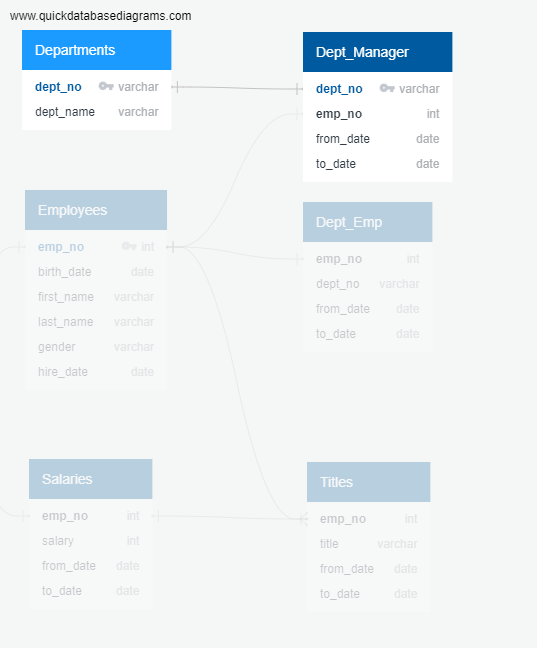 www.quickdatabasediagrams.com
Departments
dept_no varchar
dept_name varchar
Dept_Manager
dept_no varchar
emp_no int
from_date date
to_date date
Employees
emp_no int
birth_date date
first_name varchar
last_name varchar
gender varchar
hire_date date
Dept_Emp
emp_no int
dept_no varchar
from_date date
to_date date
Salaries
emp_no int
salary int
from_date date
to_date date
Titles
emp_no int
title varchar
from_date date
to_date date